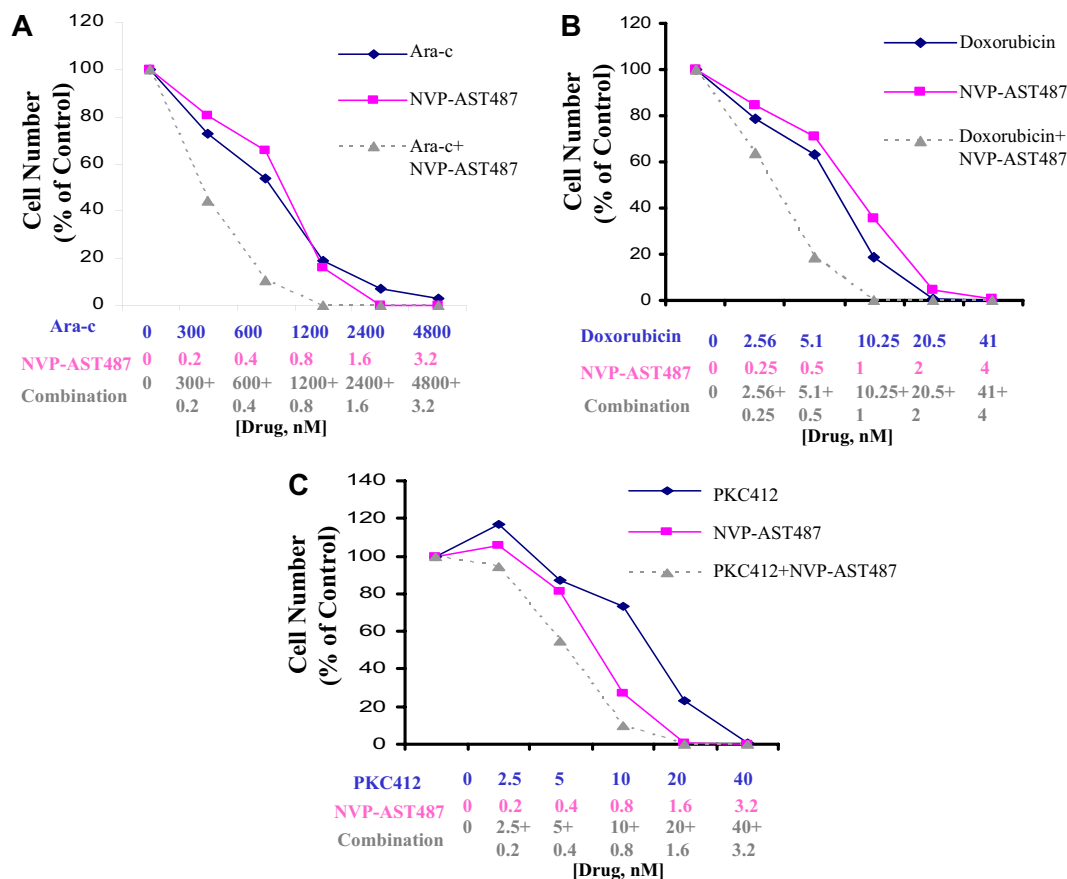 A
Cell Number
(% of Control)
120
100
80
60
40
20
0
Ara-c
NVP-AST487
Ara-c+
NVP-AST487
Ara-c 0 300 600 1200 2400 4800
NVP-AST487 0 0.2 0.4 0.8 1.6 3.2
Combination 0 300+ 600+ 1200+ 2400+ 4800+
0.2 0.4 0.8 1.6 3.2
[Drug, nM]
B
Cell Number
(% of Control)
120
100
80
60
40
20
0
Doxorubicin
NVP-AST487
Doxorubicin+
NVP-AST487
Doxorubicin 0 2.56 5.1 10.25 20.5 41
NVP-AST487 0 0.25 0.5 1 2 4
Combination 0 2.56+ 5.1+ 10.25+ 20.5+ 41+
0.25 0.5 1 2 4
[Drug, nM]
C
Cell Number
(% of Control)
140
120
100
80
60
40
20
0
PKC412
NVP-AST487
PKC412+NVP-AST487
PKC412 0 2.5 5 10 20 40
NVP-AST487 0 0.2 0.4 0.8 1.6 3.2
Combination 0 2.5+ 5+ 10+ 20+ 40+
0.2 0.4 0.8 1.6 3.2
[Drug, nM]